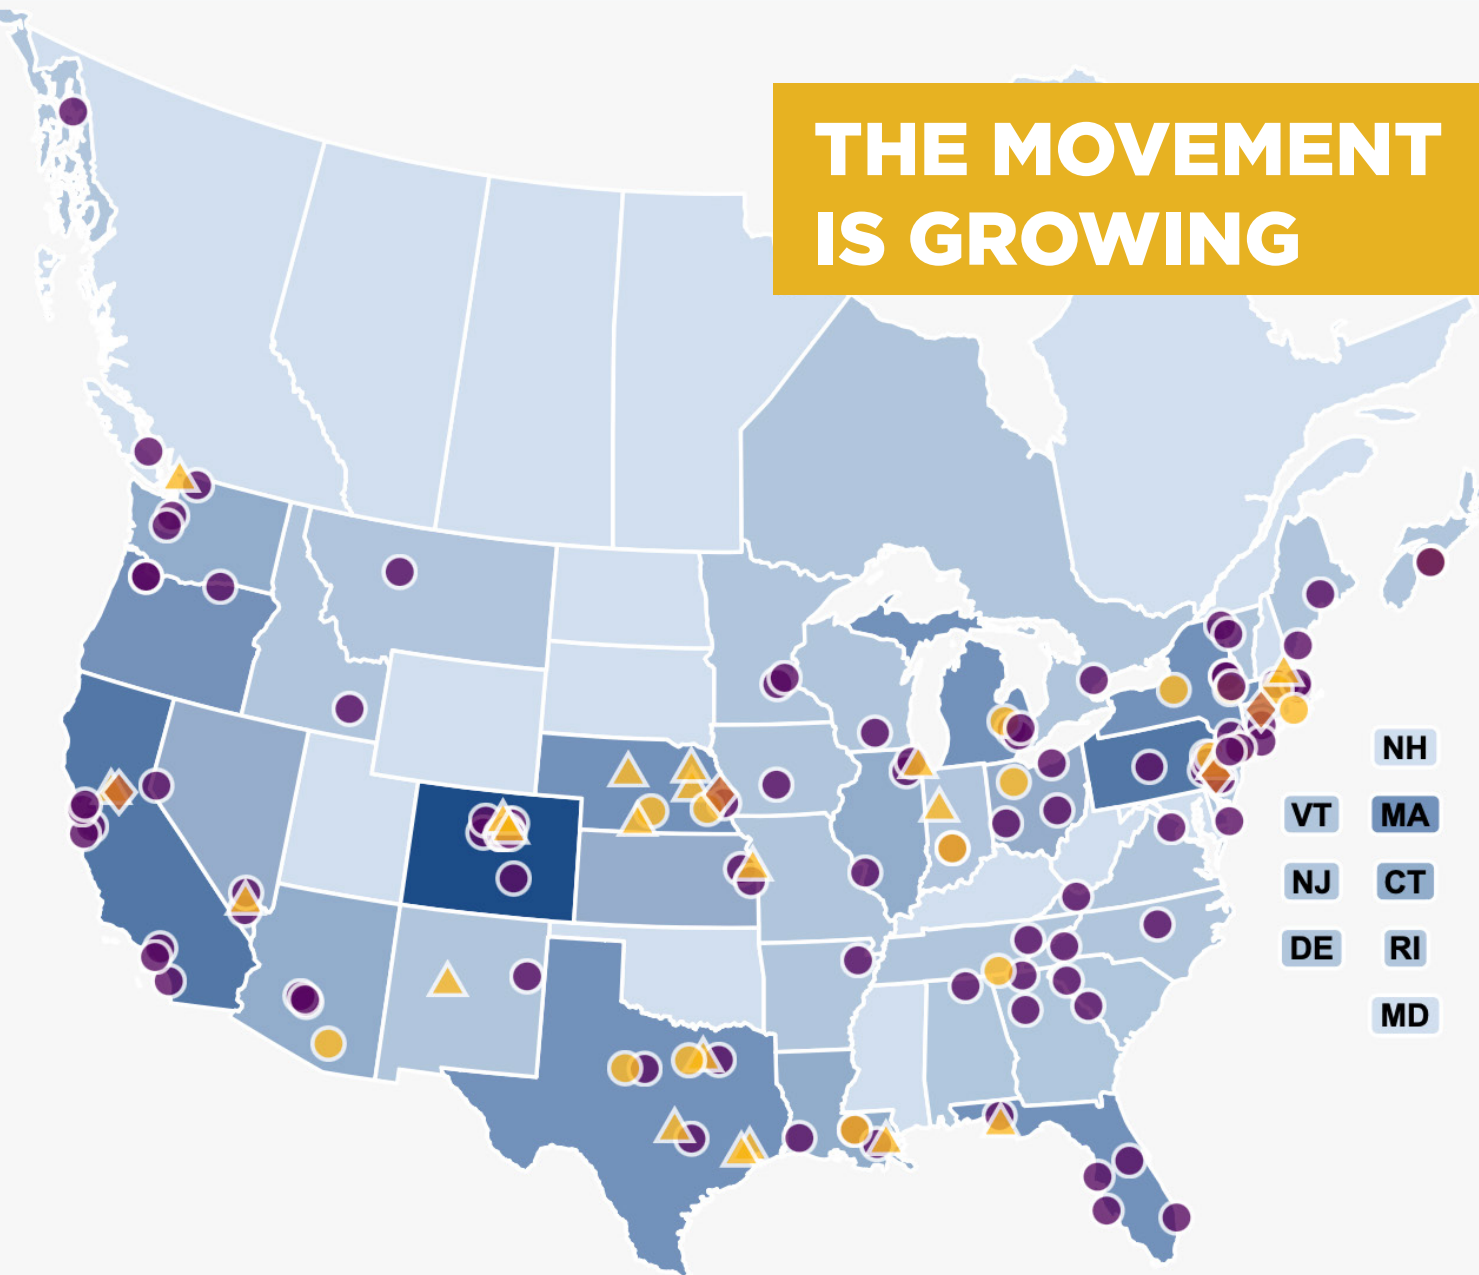 THE MOVEMENT
IS GROWING
NH
VT MA
NJ CT
DE RI
MD